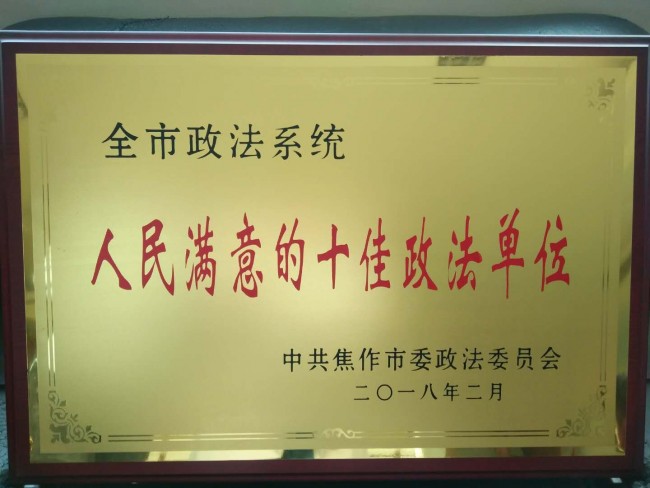 全市政法系统
人民满意的十佳政法单位
中共焦作市委政法委员会
二〇一八年二月